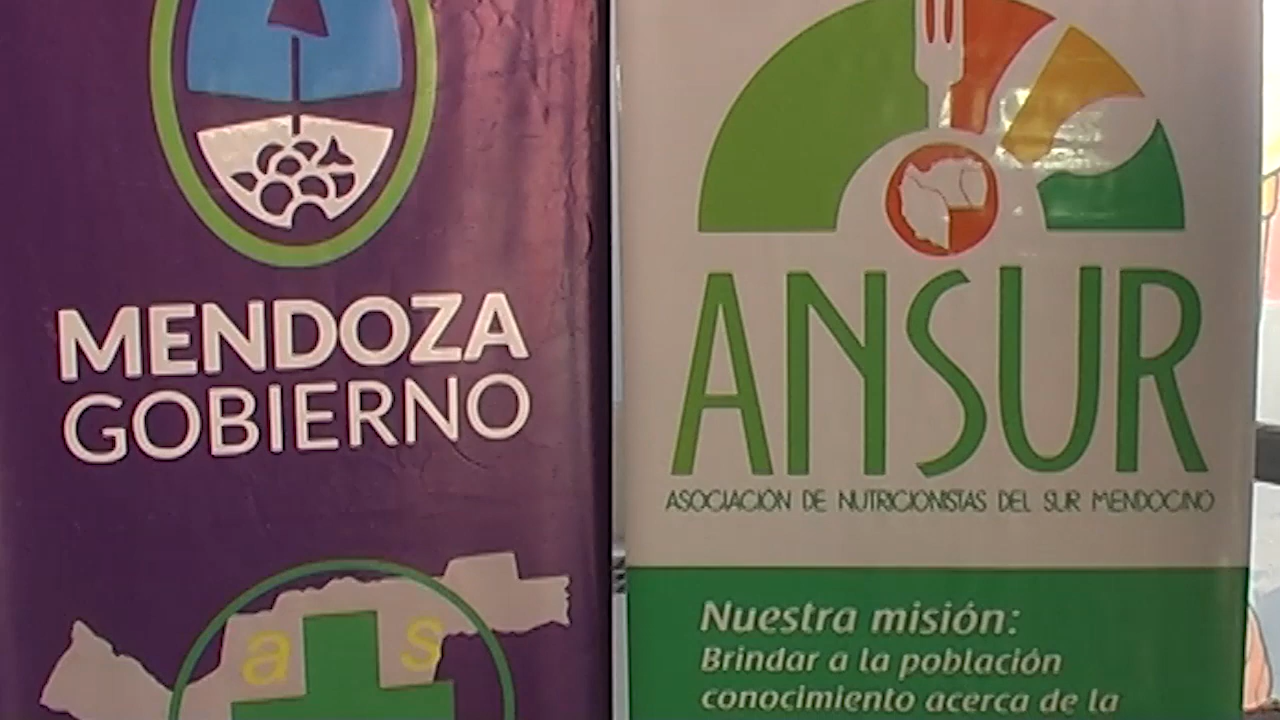 MENDOZA
GOBIERNO
a s
ANSUR
ASOCIACIÓN DE NUTRICIONISTAS DEL SUR MENDOCINO
Nuestra misión:
Brindar a la población
conocimiento acerca de la